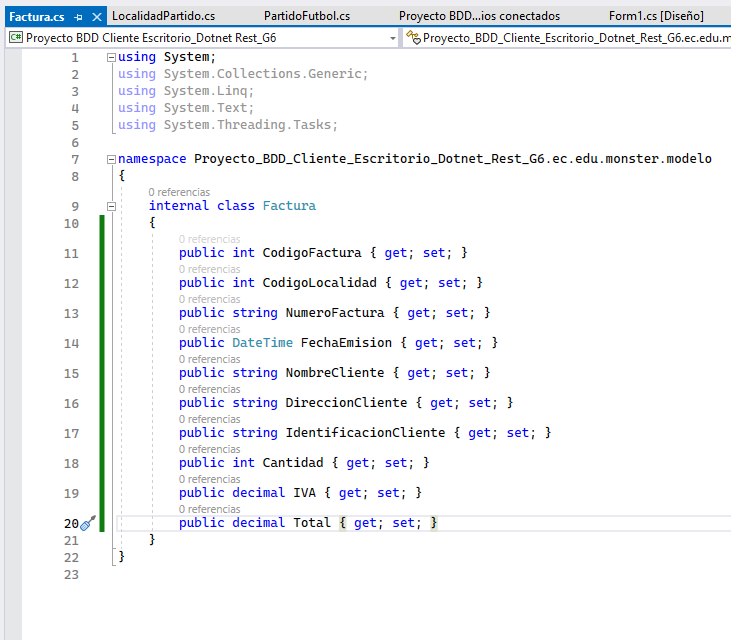 Factura.cs LocalidadPartido.cs PartidoFutbol.cs Proyecto BDD...ios conectados Form1.cs [Diseño]
C# Proyecto BDD Cliente Escritorio_Dotnet Rest_G6 Proyecto_BDD_Cliente_Escritorio_Dotnet_Rest_G6.ec.edu.m
1 using System;
2 using System.Collections.Generic;
3 using System.Linq;
4 using System.Text;
5 using System.Threading.Tasks;
6
7 namespace Proyecto_BDD_Cliente_Escritorio_Dotnet_Rest_G6.ec.edu.monster.modelo
8 {
0 referencias
9 internal class Factura
10 {
0 referencias
11 public int CodigoFactura { get; set; }
0 referencias
12 public int CodigoLocalidad { get; set; }
0 referencias
13 public string NumeroFactura { get; set; }
0 referencias
14 public DateTime FechaEmision { get; set; }
0 referencias
15 public string NombreCliente { get; set; }
0 referencias
16 public string DireccionCliente { get; set; }
0 referencias
17 public string IdentificacionCliente { get; set; }
0 referencias
18 public int Cantidad { get; set; }
0 referencias
19 public decimal IVA { get; set; }
0 referencias
20 public decimal Total { get; set; }
21 }
22 }
23